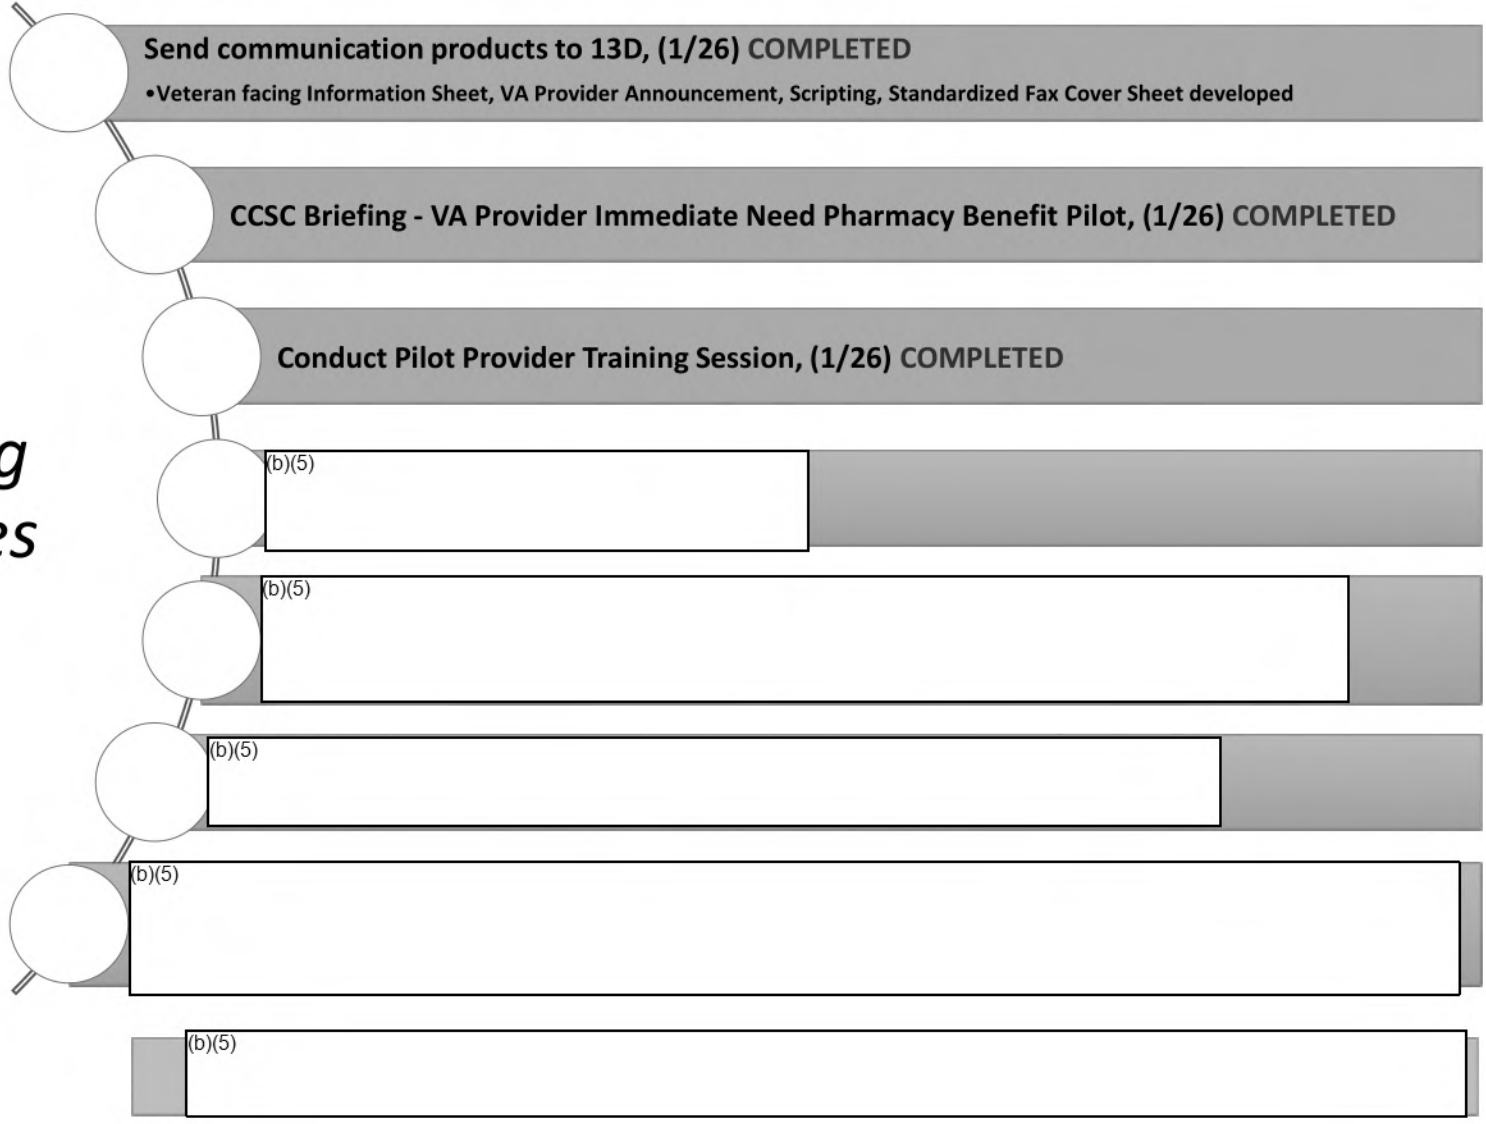 Send communication products to 13D, (1/26) COMPLETED
•Veteran facing Information Sheet, VA Provider Announcement, Scripting, Standardized Fax Cover Sheet developed
CCSC Briefing - VA Provider Immediate Need Pharmacy Benefit Pilot, (1/26) COMPLETED
Conduct Pilot Provider Training Session, (1/26) COMPLETED
(b)(5)
(b)(5)
(b)(5)
(b)(5)
(b)(5)